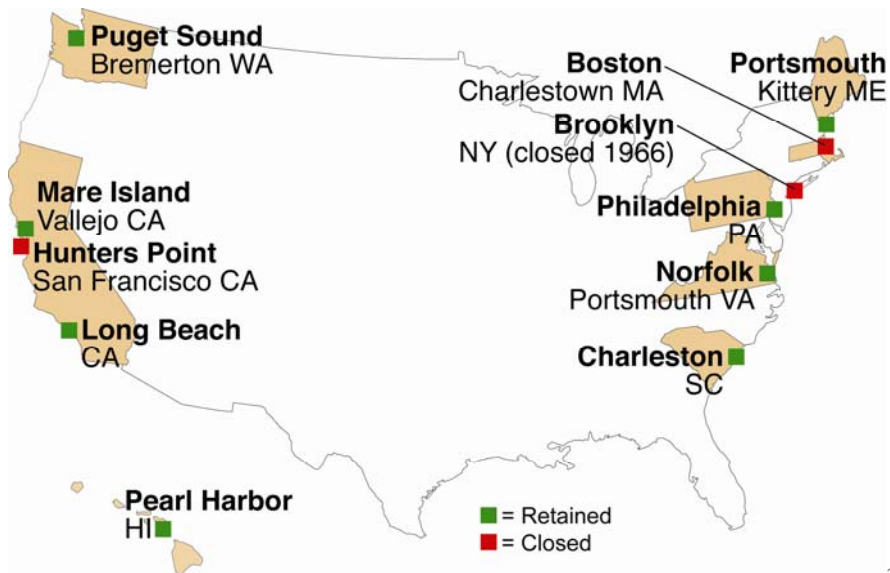 Puget Sound
Bremerton WA
Boston
Charlestown MA
Portsmouth
Kittery ME
Brooklyn
NY (closed 1966)
Mare Island
Vallejo CA
Hunters Point
San Francisco CA
Long Beach
CA
Philadelphia
PA
Norfolk
Portsmouth VA
Charleston
SC
Pearl Harbor
HI
= Retained
= Closed